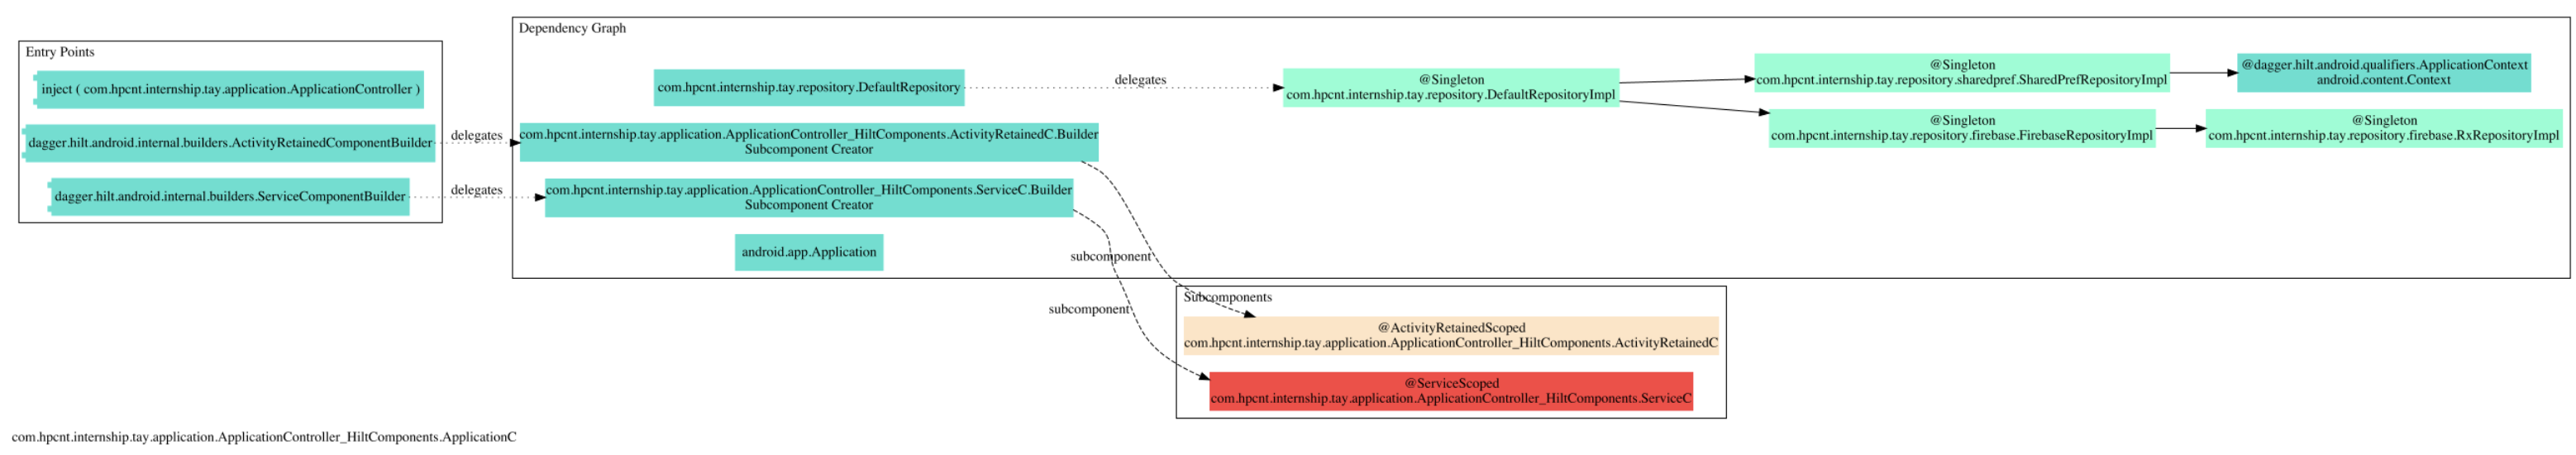 Entry Points
inject ( com.hpcnt.internship.tay.application.ApplicationController )
dagger.hilt.android.internal.builders.ActivityRetainedComponentBuilder
dagger.hilt.android.internal.builders.ServiceComponentBuilder
delegates
delegates
Dependency Graph
com.hpcnt.internship.tay.repository.DefaultRepository
delegates
@Singleton
com.hpcnt.internship.tay.repository.DefaultRepositoryImpl
@Singleton
com.hpcnt.internship.tay.repository.sharedpref.SharedPrefRepositoryImpl
@dagger.hilt.android.qualifiers.ApplicationContext
android.content.Context
@Singleton
com.hpcnt.internship.tay.repository.firebase.FirebaseRepositoryImpl
@Singleton
com.hpcnt.internship.tay.repository.firebase.RxRepositoryImpl
com.hpcnt.internship.tay.application.ApplicationController_HiltComponents.ActivityRetainedC.Builder
Subcomponent Creator
com.hpcnt.internship.tay.application.ApplicationController_HiltComponents.ServiceC.Builder
Subcomponent Creator
android.app.Application
subcomponent
subcomponent
Subcomponents
@ActivityRetainedScoped
com.hpcnt.internship.tay.application.ApplicationController_HiltComponents.ActivityRetainedC
@ServiceScoped
com.hpcnt.internship.tay.application.ApplicationController_HiltComponents.ServiceC
com.hpcnt.internship.tay.application.ApplicationController_HiltComponents.ApplicationC